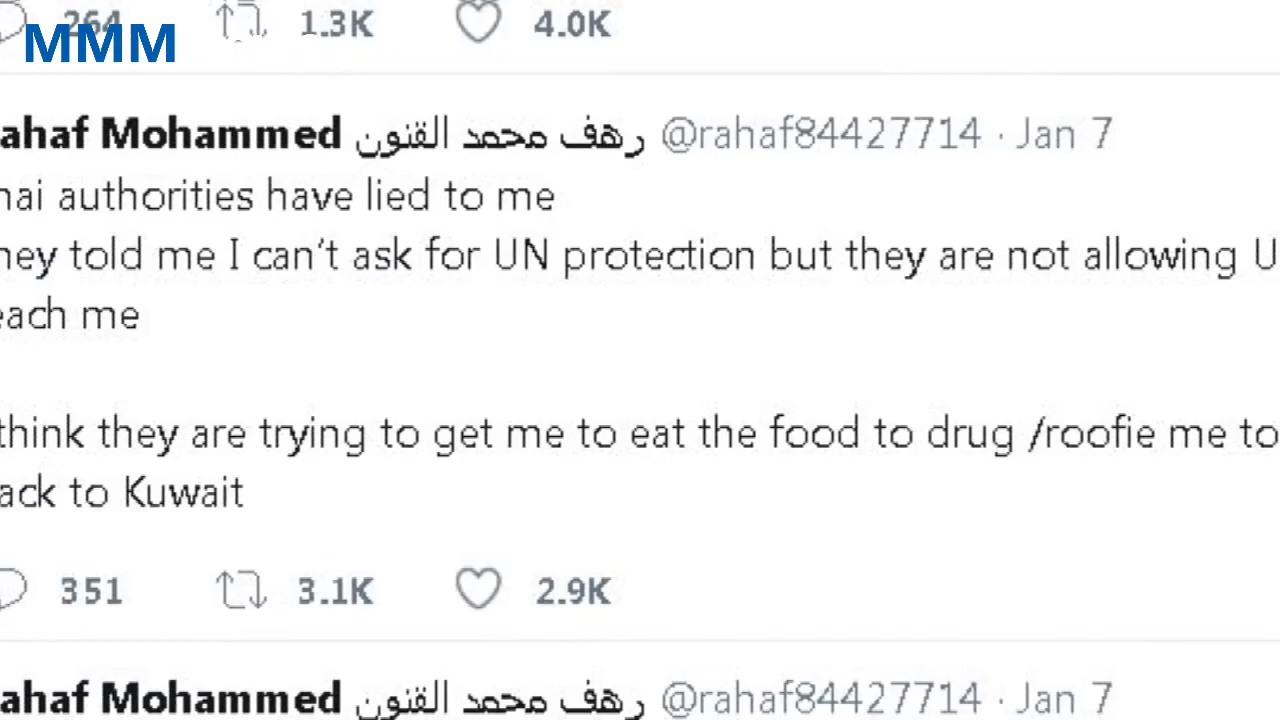 264 1.3K 4.0K
MMM
ahaf Mohammed رهف محمد القنون @rahaf84427714 · Jan 7
hai authorities have lied to me
hey told me I can't ask for UN protection but they are not allowing U
each me
think they are trying to get me to eat the food to drug /roofie me to
ack to Kuwait
351 3.1K 2.9K
ahaf Mohammed رهف محمد القنون @rahaf84427714 · Jan 7